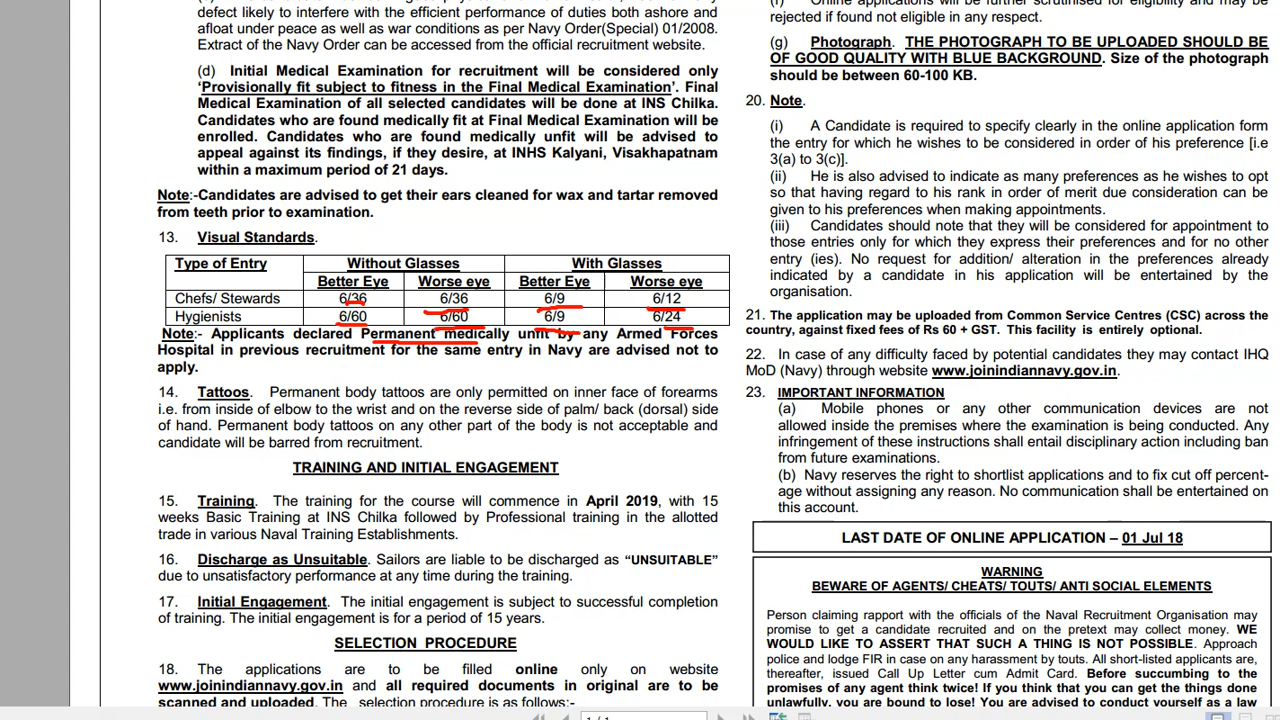 defect likely to interfere with the efficient performance of duties both ashore and
afloat under peace as well as war conditions as per Navy Order(Special) 01/2008.
Extract of the Navy Order can be accessed from the official recruitment website.
(d) Initial Medical Examination for recruitment will be considered only
‘Provisionally fit subject to fitness in the Final Medical Examination’. Final
Medical Examination of all selected candidates will be done at INS Chilka.
Candidates who are found medically fit at Final Medical Examination will be
enrolled. Candidates who are found medically unfit will be advised to
appeal against its findings, if they desire, at INHS Kalyani, Visakhapatnam
within a maximum period of 21 days.
Note:-Candidates are advised to get their ears cleaned for wax and tartar removed
from teeth prior to examination.
13. Visual Standards.
Type of Entry Without Glasses With Glasses
Better Eye Worse eye Better Eye Worse eye
Chefs/ Stewards 6/36 6/36 6/9 6/12
Hygienists 6/60 6/60 6/9 6/24
Note:- Applicants declared Permanent medically unfit by any Armed Forces
Hospital in previous recruitment for the same entry in Navy are advised not to
apply.
14. Tattoos. Permanent body tattoos are only permitted on inner face of forearms
i.e. from inside of elbow to the wrist and on the reverse side of palm/ back (dorsal) side
of hand. Permanent body tattoos on any other part of the body is not acceptable and
candidate will be barred from recruitment.
TRAINING AND INITIAL ENGAGEMENT
15. Training. The training for the course will commence in April 2019, with 15
weeks Basic Training at INS Chilka followed by Professional training in the allotted
trade in various Naval Training Establishments.
16. Discharge as Unsuitable. Sailors are liable to be discharged as “UNSUITABLE”
due to unsatisfactory performance at any time during the training.
17. Initial Engagement. The initial engagement is subject to successful completion
of training. The initial engagement is for a period of 15 years.
SELECTION PROCEDURE
18. The applications are to be filled online only on website
www.joinindiannavy.gov.in and all required documents in original are to be
scanned and uploaded. The selection procedure is as follows:-
(f) Online applications will be further scrutinised for eligibility and may be
rejected if found not eligible in any respect.
(g) Photograph. THE PHOTOGRAPH TO BE UPLOADED SHOULD BE
OF GOOD QUALITY WITH BLUE BACKGROUND. Size of the photograph
should be between 60-100 KB.
20. Note.
(i) A Candidate is required to specify clearly in the online application form
the entry for which he wishes to be considered in order of his preference [i.e
3(a) to 3(c)].
(ii) He is also advised to indicate as many preferences as he wishes to opt
so that having regard to his rank in order of merit due consideration can be
given to his preferences when making appointments.
(iii) Candidates should note that they will be considered for appointment to
those entries only for which they express their preferences and for no other
entry (ies). No request for addition/ alteration in the preferences already
indicated by a candidate in his application will be entertained by the
organisation.
21. The application may be uploaded from Common Service Centres (CSC) across the
country, against fixed fees of Rs 60 + GST. This facility is entirely optional.
22. In case of any difficulty faced by potential candidates they may contact IHQ
MoD (Navy) through website www.joinindiannavy.gov.in.
23. IMPORTANT INFORMATION
(a) Mobile phones or any other communication devices are not
allowed inside the premises where the examination is being conducted. Any
infringement of these instructions shall entail disciplinary action including ban
from future examinations.
(b) Navy reserves the right to shortlist applications and to fix cut off percent-
age without assigning any reason. No communication shall be entertained on
this account.
LAST DATE OF ONLINE APPLICATION – 01 Jul 18
WARNING
BEWARE OF AGENTS/ CHEATS/ TOUTS/ ANTI SOCIAL ELEMENTS
Person claiming rapport with the officials of the Naval Recruitment Organisation may
promise to get a candidate recruited and on the pretext may collect money. WE
WOULD LIKE TO ASSERT THAT SUCH A THING IS NOT POSSIBLE. Approach
police and lodge FIR in case on any harassment by touts. All short-listed applicants are,
thereafter, issued Call Up Letter cum Admit Card. Before succumbing to the
promises of any agent think twice! If you think that you can get the things done
unlawfully, you are bound to lose! You are advised to conduct yourself as a law
1 / 1